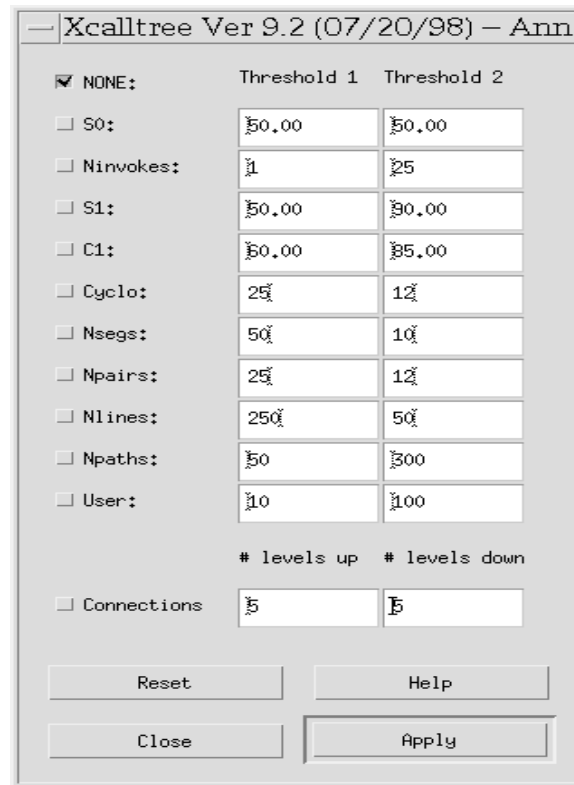 Xcalltree Ver 9.2 (07/20/98) – Ann
NONE: Threshold 1 Threshold 2
S0: 50.00 50.00
Ninvokes: 1 25
S1: 50.00 90.00
C1: 60.00 85.00
Cyclo: 25 12
Nsegs: 50 10
Npairs: 25 12
Nlines: 250 50
Npaths: 50 300
User: 10 100
# levels up # levels down
Connections 5 5
Reset Help
Close Apply